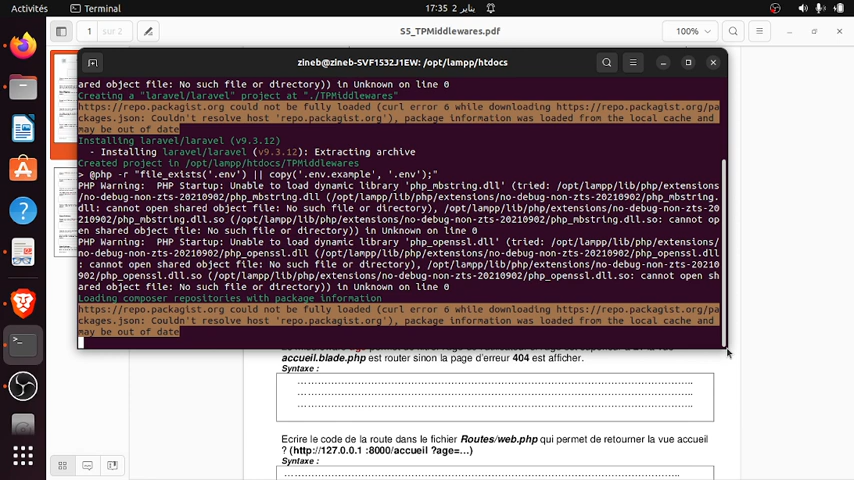 Activités
Terminal
17:35 2 يناير
1 sur 2
S5_TPMiddlewares.pdf
100%
zineb@zineb-SVF1532J1EW: /opt/lampp/htdocs
ared object file: No such file or directory)) in Unknown on line 0
Creating a "laravel/laravel" project at "./TPMiddlewares"
https://repo.packagist.org could not be fully loaded (curl error 6 while downloading https://repo.packagist.org/pa
ckages.json: Couldn't resolve host 'repo.packagist.org'), package information was loaded from the local cache and
may be out of date
Installing laravel/laravel (v9.3.12)
- Installing laravel/laravel (v9.3.12): Extracting archive
Created project in /opt/lampp/htdocs/TPMiddlewares
> @php -r "file_exists('.env') || copy('.env.example', '.env');"
PHP Warning:  PHP Startup: Unable to load dynamic library 'php_mbstring.dll' (tried: /opt/lampp/lib/php/extensions
/no-debug-non-zts-20210902/php_mbstring.dll (/opt/lampp/lib/php/extensions/no-debug-non-zts-20210902/php_mbstring.
dll: cannot open shared object file: No such file or directory), /opt/lampp/lib/php/extensions/no-debug-non-zts-20
210902/php_mbstring.dll.so (/opt/lampp/lib/php/extensions/no-debug-non-zts-20210902/php_mbstring.dll.so: cannot op
en shared object file: No such file or directory)) in Unknown on line 0
PHP Warning:  PHP Startup: Unable to load dynamic library 'php_openssl.dll' (tried: /opt/lampp/lib/php/extensions/
no-debug-non-zts-20210902/php_openssl.dll (/opt/lampp/lib/php/extensions/no-debug-non-zts-20210902/php_openssl.dll
: cannot open shared object file: No such file or directory), /opt/lampp/lib/php/extensions/no-debug-non-zts-20210
902/php_openssl.dll.so (/opt/lampp/lib/php/extensions/no-debug-non-zts-20210902/php_openssl.dll.so: cannot open sh
ared object file: No such file or directory)) in Unknown on line 0
Loading composer repositories with package information
https://repo.packagist.org could not be fully loaded (curl error 6 while downloading https://repo.packagist.org/pa
ckages.json: Couldn't resolve host 'repo.packagist.org'), package information was loaded from the local cache and
may be out of date
accueil.blade.php est router sinon la page d'erreur 404 est afficher.
Syntaxe :
Ecrire le code de la route dans le fichier Routes/web.php qui permet de retourner la vue accueil
? (http://127.0.0.1 :8000/accueil ?age=…)
Syntaxe :